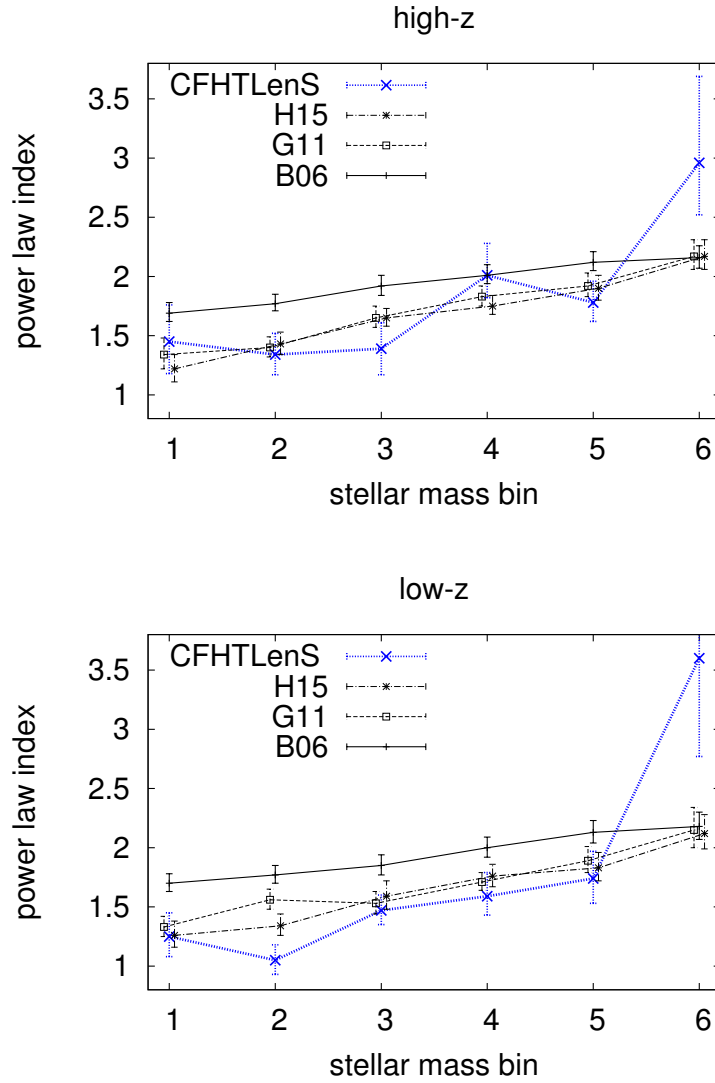 high-z
3.5
3
2.5
2
1.5
1
power law index
CFHTLenS
H15
G11
B06
1 2 3 4 5 6
stellar mass bin
low-z
3.5
3
2.5
2
1.5
1
power law index
CFHTLenS
H15
G11
B06
1 2 3 4 5 6
stellar mass bin